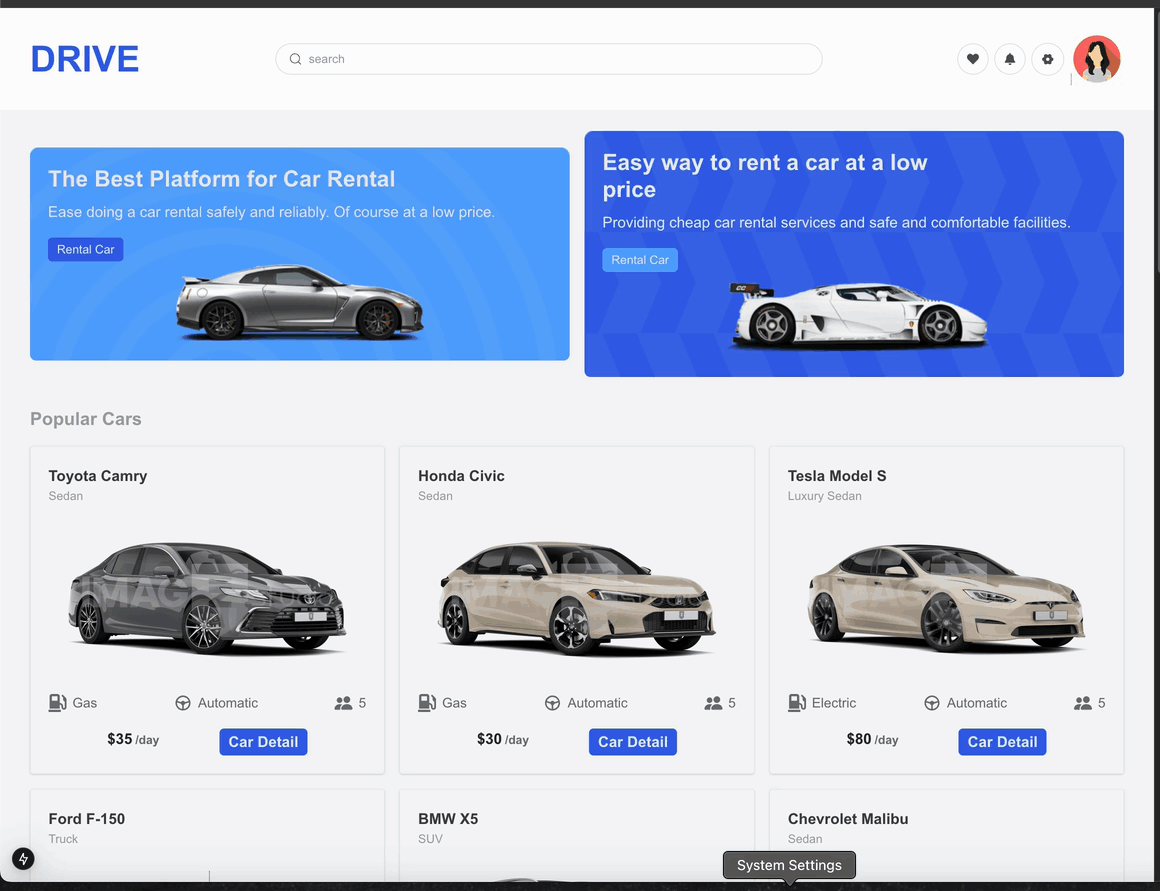 DRIVE
search
The Best Platform for Car Rental
Ease doing a car rental safely and reliably. Of course at a low price.
Rental Car
Easy way to rent a car at a low
price
Providing cheap car rental services and safe and comfortable facilities.
Rental Car
Popular Cars
Toyota Camry
Sedan
Gas
Automatic
5
$35 /day
Car Detail
Honda Civic
Sedan
Gas
Automatic
5
$30 /day
Car Detail
Tesla Model S
Luxury Sedan
Electric
Automatic
5
$80 /day
Car Detail
Ford F-150
Truck
BMW X5
SUV
Chevrolet Malibu
Sedan
System Settings